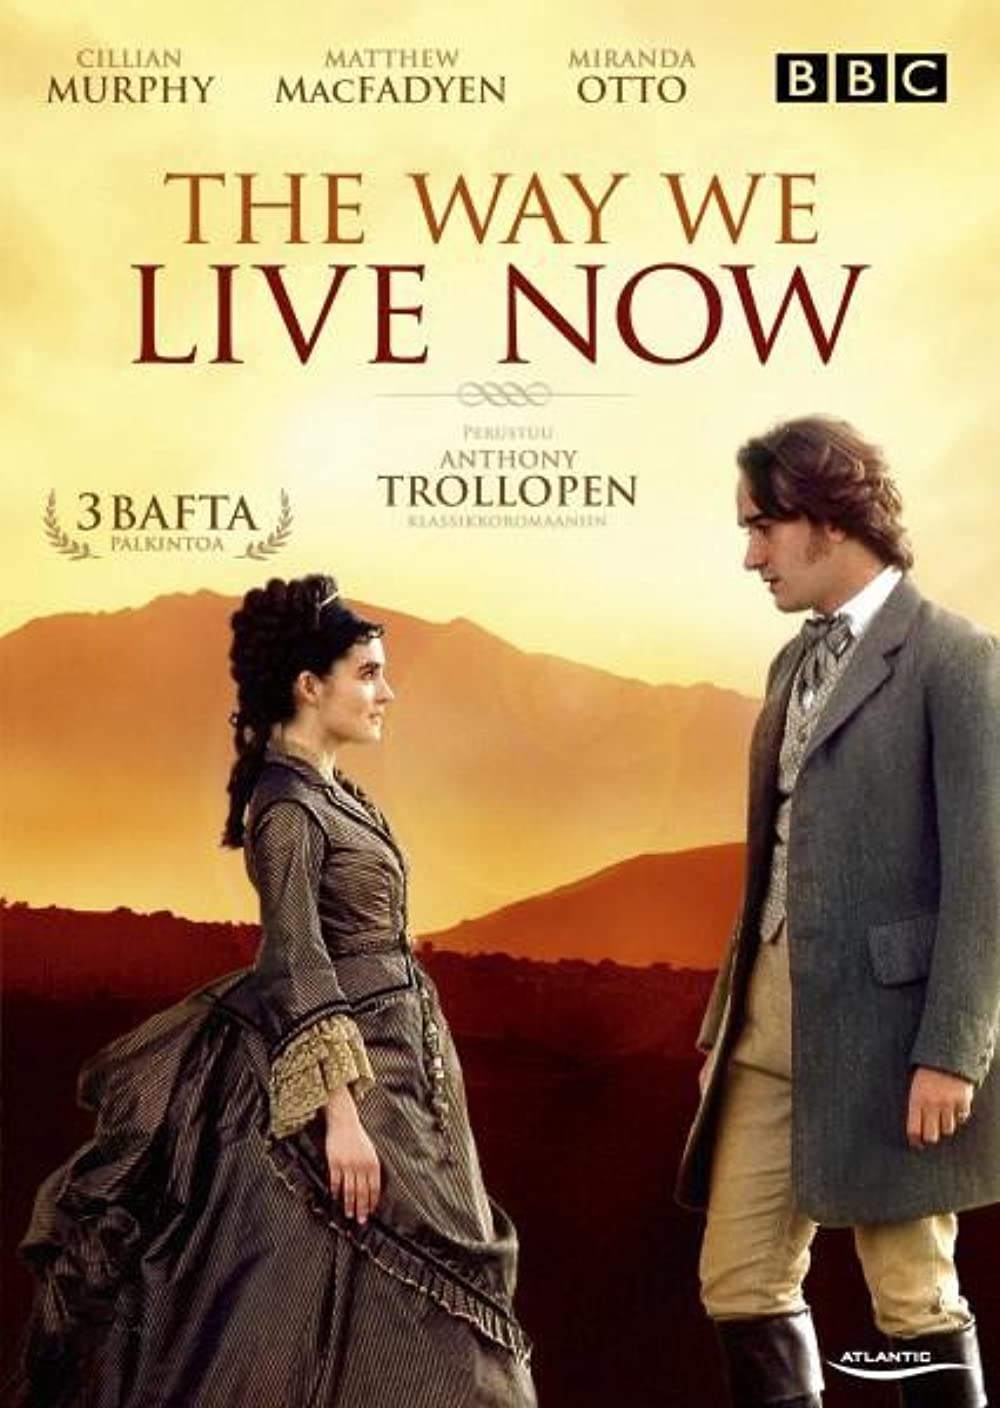 CILLIAN MURPHY
MATTHEW MACFADYEN
MIRANDA OTTO
BBC
THE WAY WE
LIVE NOW
PERUSTUU
ANTHONY
TROLLOPEN
KLASSIKKOROMAANIIN
3 BAFTA
PALKINTOA
ATLANTIC